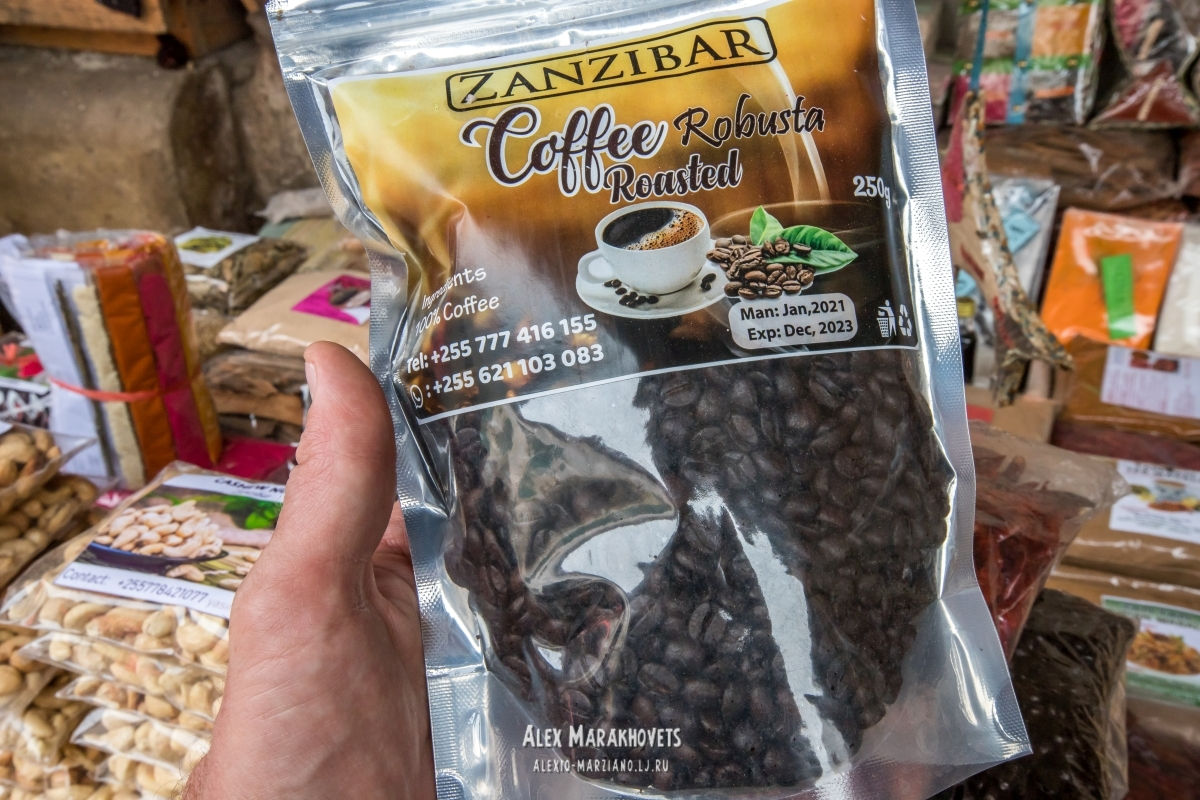 ZANZIBAR
Coffee Robusta
Roasted
250g
Ingredients
100% Coffee
Tel: +255 777 416 155
: +255 621 103 083
Man: Jan,2021
Exp: Dec, 2023
CASHEW
Contact: +255778421077
ALEX MARAKHOVETS
ALEXIO-MARZIANO.LJ.RU